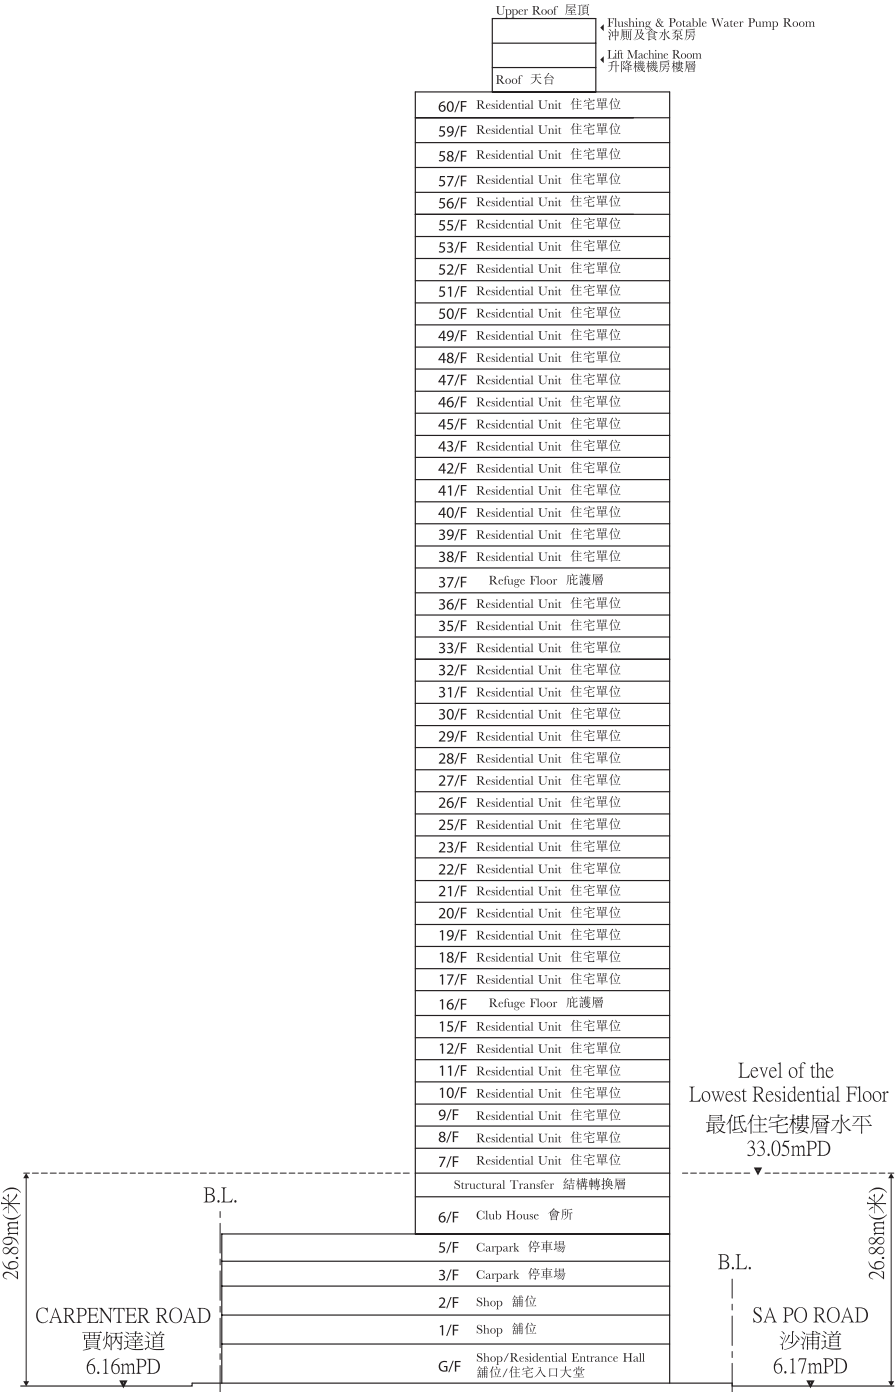 Upper Roof 屋頂
Flushing & Potable Water Pump Room
沖厠及食水泵房
Lift Machine Room
升降機機房樓層
Roof 天台
60/F Residential Unit 住宅單位
59/F Residential Unit 住宅單位
58/F Residential Unit 住宅單位
57/F Residential Unit 住宅單位
56/F Residential Unit 住宅單位
55/F Residential Unit 住宅單位
53/F Residential Unit 住宅單位
52/F Residential Unit 住宅單位
51/F Residential Unit 住宅單位
50/F Residential Unit 住宅單位
49/F Residential Unit 住宅單位
48/F Residential Unit 住宅單位
47/F Residential Unit 住宅單位
46/F Residential Unit 住宅單位
45/F Residential Unit 住宅單位
43/F Residential Unit 住宅單位
42/F Residential Unit 住宅單位
41/F Residential Unit 住宅單位
40/F Residential Unit 住宅單位
39/F Residential Unit 住宅單位
38/F Residential Unit 住宅單位
37/F Refuge Floor 庇護層
36/F Residential Unit 住宅單位
35/F Residential Unit 住宅單位
33/F Residential Unit 住宅單位
32/F Residential Unit 住宅單位
31/F Residential Unit 住宅單位
30/F Residential Unit 住宅單位
29/F Residential Unit 住宅單位
28/F Residential Unit 住宅單位
27/F Residential Unit 住宅單位
26/F Residential Unit 住宅單位
25/F Residential Unit 住宅單位
23/F Residential Unit 住宅單位
22/F Residential Unit 住宅單位
21/F Residential Unit 住宅單位
20/F Residential Unit 住宅單位
19/F Residential Unit 住宅單位
18/F Residential Unit 住宅單位
17/F Residential Unit 住宅單位
16/F Refuge Floor 庇護層
15/F Residential Unit 住宅單位
12/F Residential Unit 住宅單位
11/F Residential Unit 住宅單位
10/F Residential Unit 住宅單位
9/F Residential Unit 住宅單位
8/F Residential Unit 住宅單位
7/F Residential Unit 住宅單位
Level of the
Lowest Residential Floor
最低住宅樓層水平
33.05mPD
Structural Transfer 結構轉換層
6/F Club House 會所
5/F Carpark 停車場
3/F Carpark 停車場
2/F Shop 舖位
1/F Shop 舖位
G/F Shop/Residential Entrance Hall
舖位/住宅入口大堂
26.89m(米)
B.L.
CARPENTER ROAD
賈炳達道
6.16mPD
26.88m(米)
B.L.
SA PO ROAD
沙浦道
6.17mPD